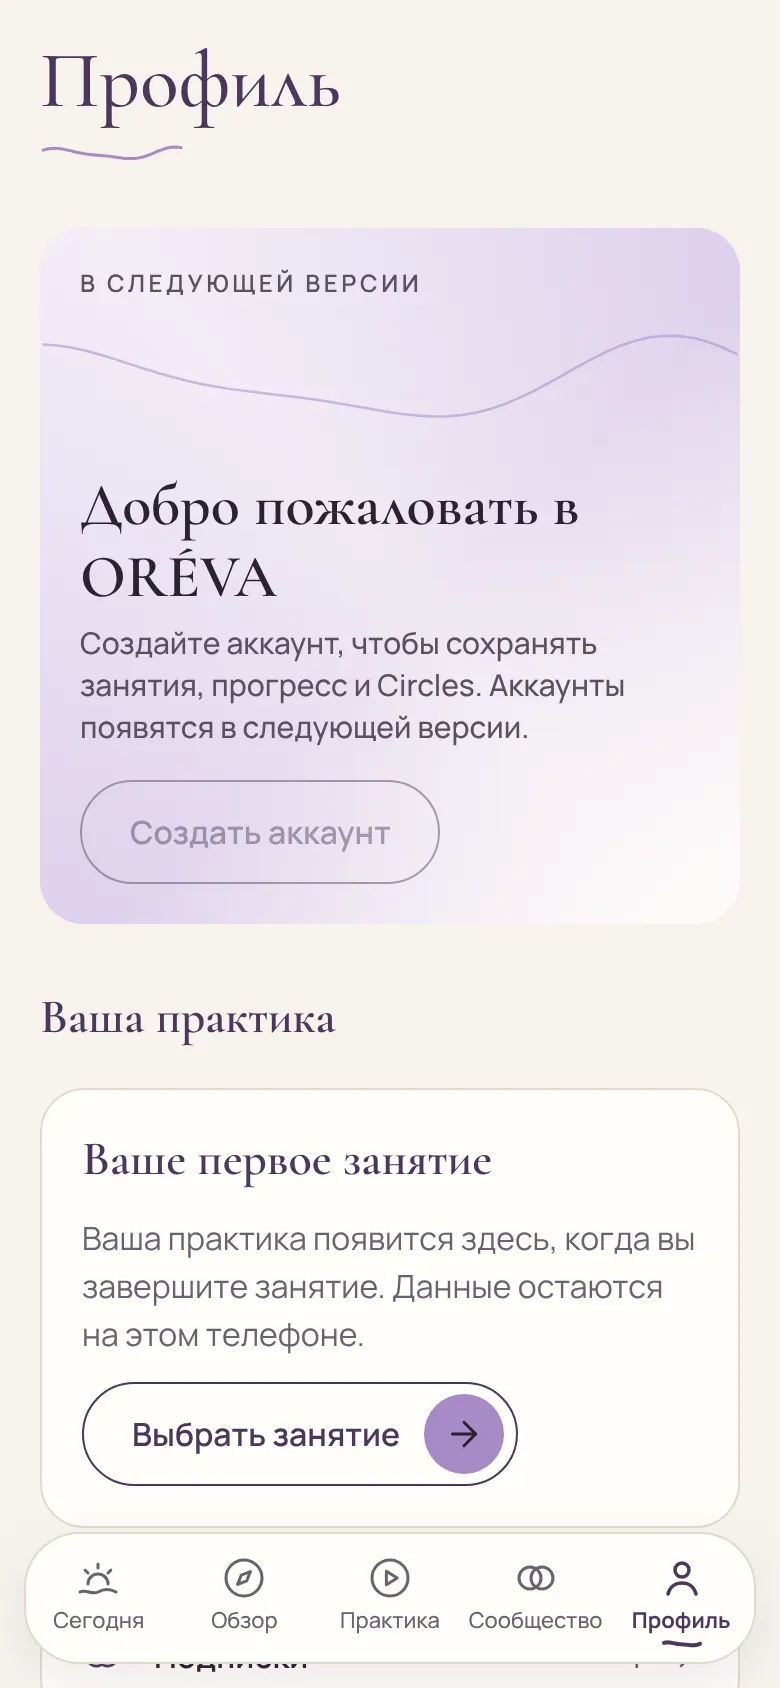 Профиль
В СЛЕДУЮЩЕЙ ВЕРСИИ
Добро пожаловать в
ORÉVA
Создайте аккаунт, чтобы сохранять
занятия, прогресс и Circles. Аккаунты
появятся в следующей версии.
Создать аккаунт
Ваша практика
Ваше первое занятие
Ваша практика появится здесь, когда вы
завершите занятие. Данные остаются
на этом телефоне.
Выбрать занятие
Сегодня
Обзор
Практика
Сообщество
Профиль